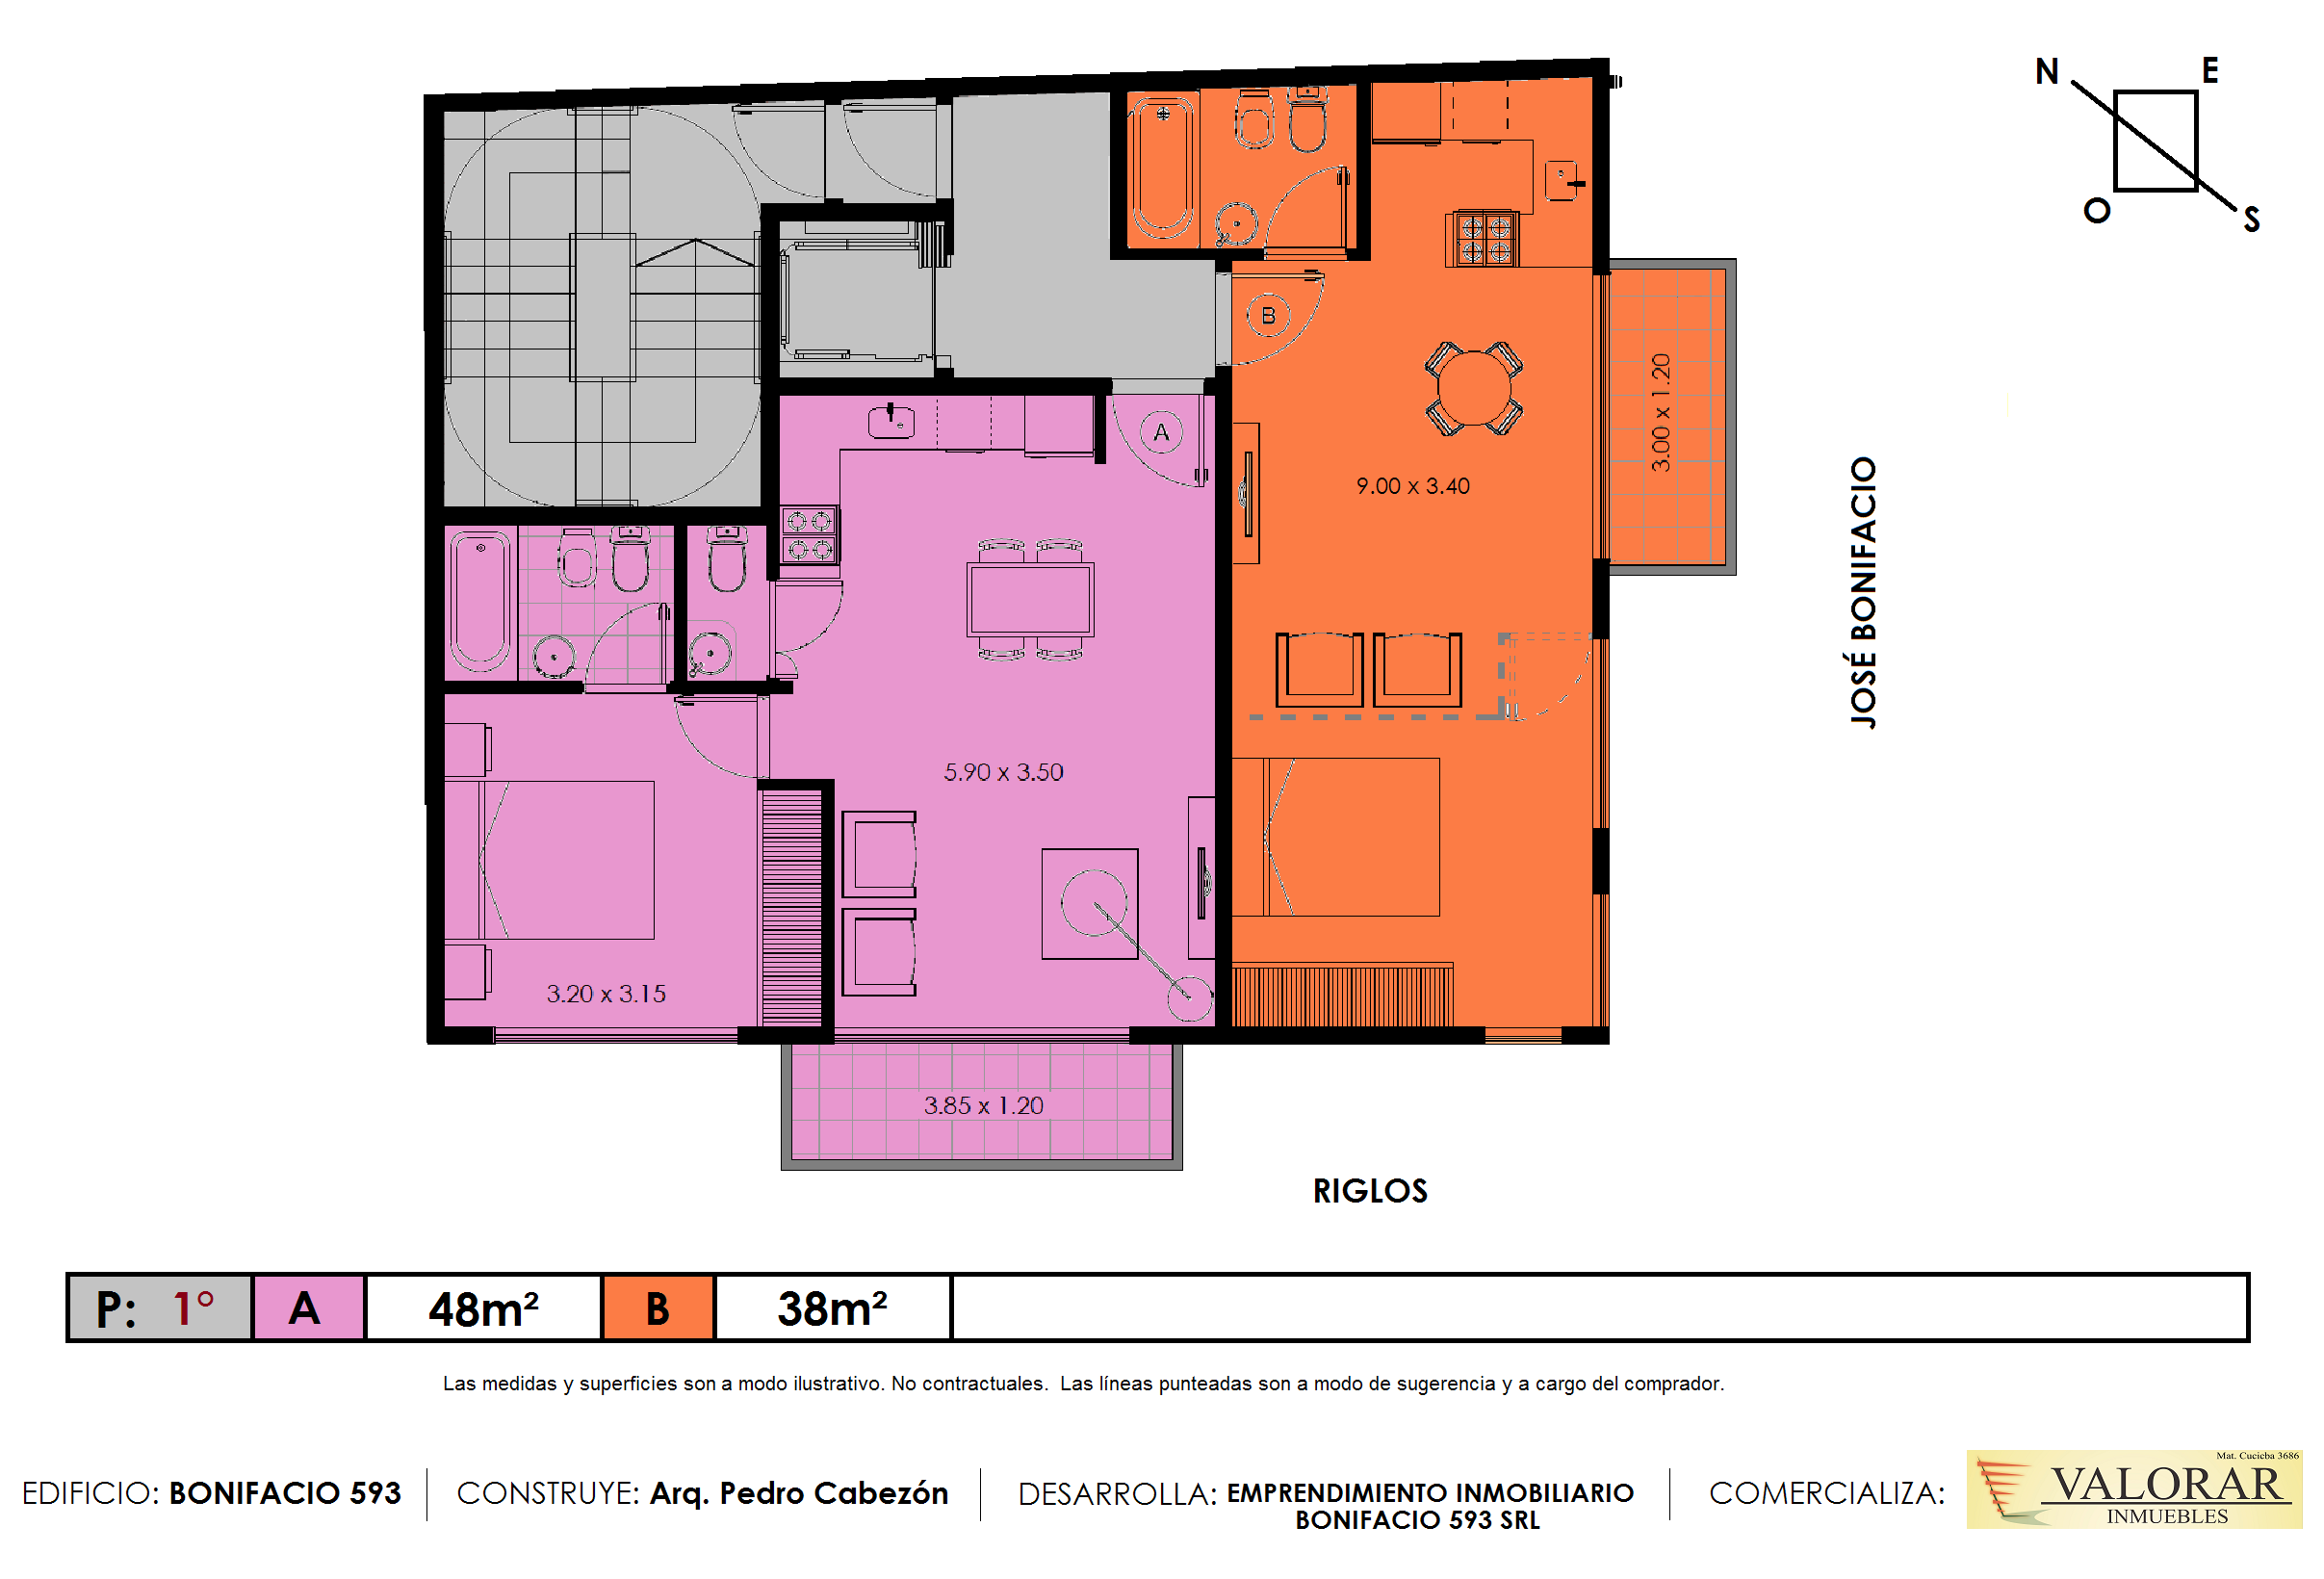 N
E
O
S
B
A
9.00 x 3.40
3.00 x 1.20
JOSÉ BONIFACIO
5.90 x 3.50
3.20 x 3.15
3.85 x 1.20
RIGLOS
P: 1° A 48m² B 38m²
Las medidas y superficies son a modo ilustrativo. No contractuales. Las líneas punteadas son a modo de sugerencia y a cargo del comprador.
EDIFICIO: BONIFACIO 593
CONSTRUYE: Arq. Pedro Cabezón
DESARROLLA: EMPRENDIMIENTO INMOBILIARIO
BONIFACIO 593 SRL
COMERCIALIZA:
Mat. Cucicba 3686
VALORAR
INMUEBLES